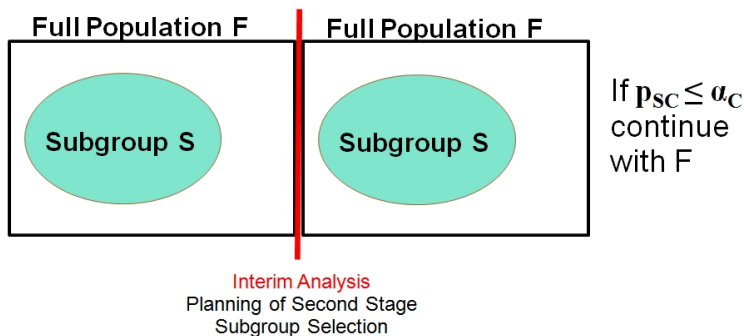 Full Population F
Full Population F
Subgroup S
Subgroup S
If pSC ≤ αC
continue
with F
Interim Analysis
Planning of Second Stage
Subgroup Selection